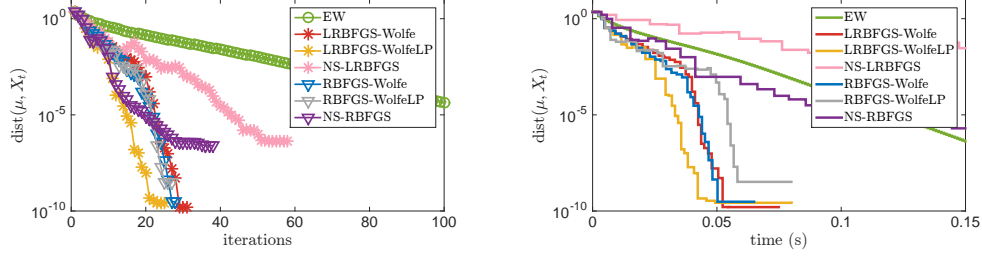 dist(μ, X_t)
10^0
10^-5
10^-10
0
20
40
60
80
100
iterations
EW
LRBFGS-Wolfe
LRBFGS-WolfeLP
NS-LRBFGS
RBFGS-Wolfe
RBFGS-WolfeLP
NS-RBFGS
dist(μ, X_t)
10^0
10^-5
10^-10
0
0.05
0.1
0.15
time (s)
EW
LRBFGS-Wolfe
LRBFGS-WolfeLP
NS-LRBFGS
RBFGS-Wolfe
RBFGS-WolfeLP
NS-RBFGS